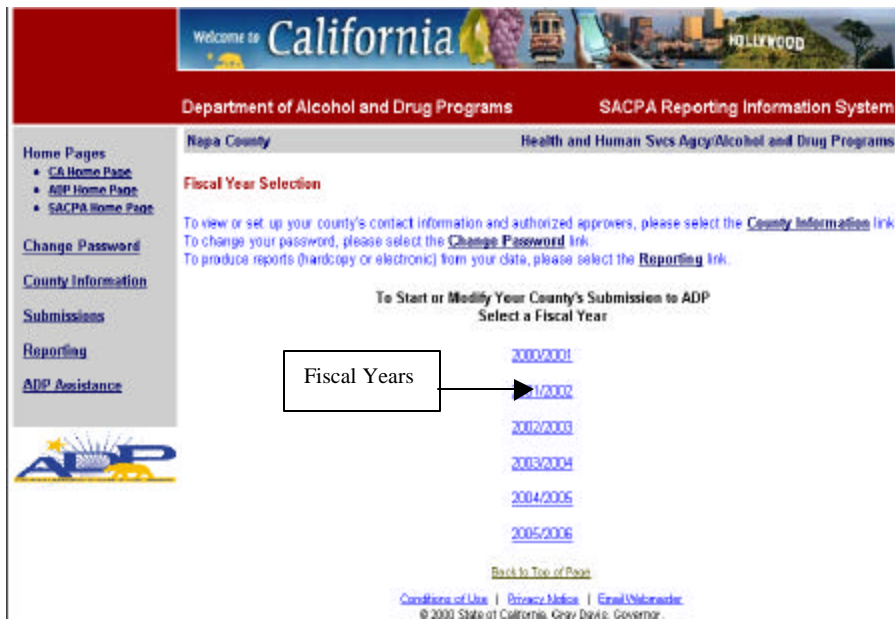 WELCOME to California
HOLLYWOOD
Department of Alcohol and Drug Programs SACPA Reporting Information System
Napa County Health and Human Svcs Agcy/Alcohol and Drug Programs
Home Pages
• CA Home Page
• ADP Home Page
• SACPA Home Page
Change Password
County Information
Submissions
Reporting
ADP Assistance
ADP
Fiscal Year Selection
To view or set up your county's contact information and authorized approvers, please select the County Information link
To change your password, please select the Change Password link.
To produce reports (hardcopy or electronic) from your data, please select the Reporting link.
To Start or Modify Your County's Submission to ADP
Select a Fiscal Year
2000/2001
Fiscal Years
1/2002
2002/2003
2003/2004
2004/2005
2005/2006
Back to Top of Page
Conditions of Use | Privacy Notice | Email Webmaster
© 2000 State of California. Gray Davis, Governor.